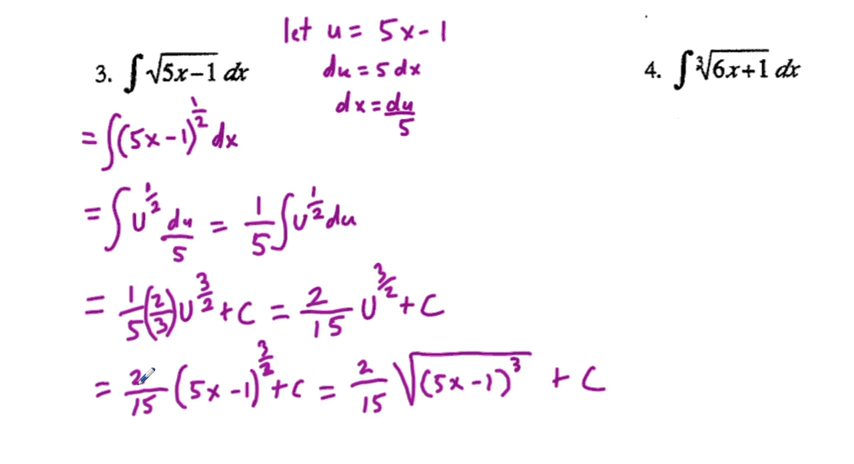 let u = 5x-1
3. ∫√(5x-1) dx
du = 5 dx
4. ∫∛(6x+1) dx
dx = du/5
= ∫(5x-1)^(1/2) dx
= ∫u^(1/2) du/5 = 1/5 ∫u^(1/2) du
= 1/5 (2/3) u^(3/2) + C = 2/15 u^(3/2) + C
= 2/15 (5x-1)^(3/2) + C = 2/15 √((5x-1)^3) + C